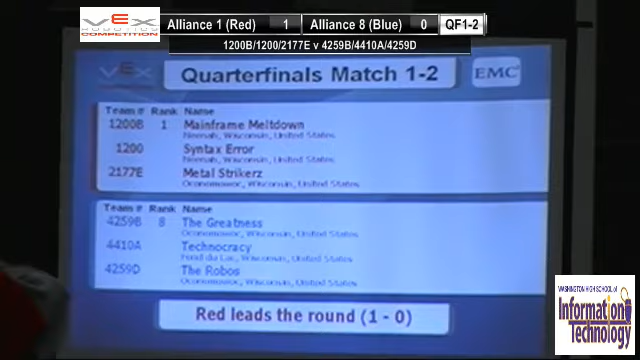 VEX
ROBOTICS
COMPETITION
Alliance 1 (Red) 1 Alliance 8 (Blue) 0 QF1-2
1200B/1200/2177E v 4259B/4410A/4259D
VEX Quarterfinals Match 1-2 EMC²
Team # Rank Name
1200B 1 Mainframe Meltdown
Neenah, Wisconsin, United States
1200 Syntax Error
Neenah, Wisconsin, United States
2177E Metal Strikerz
Oconomowoc, Wisconsin, United States
Team # Rank Name
4259B 8 The Greatness
Oconomowoc, Wisconsin, United States
4410A Technocracy
Fond du Lac, Wisconsin, United States
4259D The Robos
Oconomowoc, Wisconsin, United States
Red leads the round (1 - 0)
WASHINGTON HIGH SCHOOL of
Information
Technology